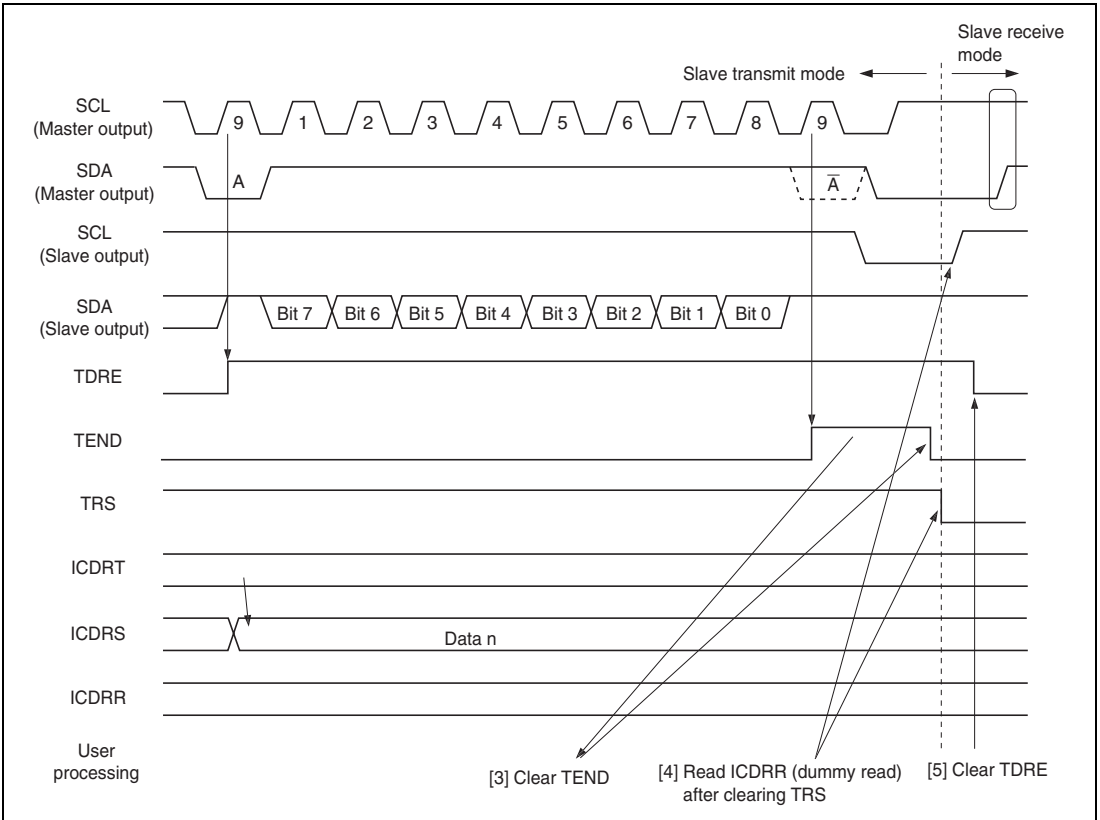 Slave receive
mode
Slave transmit mode
SCL
(Master output)
9 1 2 3 4 5 6 7 8 9
SDA
(Master output)
A A̅
SCL
(Slave output)
SDA
(Slave output)
Bit 7 Bit 6 Bit 5 Bit 4 Bit 3 Bit 2 Bit 1 Bit 0
TDRE
TEND
TRS
ICDRT
ICDRS
Data n
ICDRR
User
processing
[3] Clear TEND
[4] Read ICDRR (dummy read)
after clearing TRS
[5] Clear TDRE